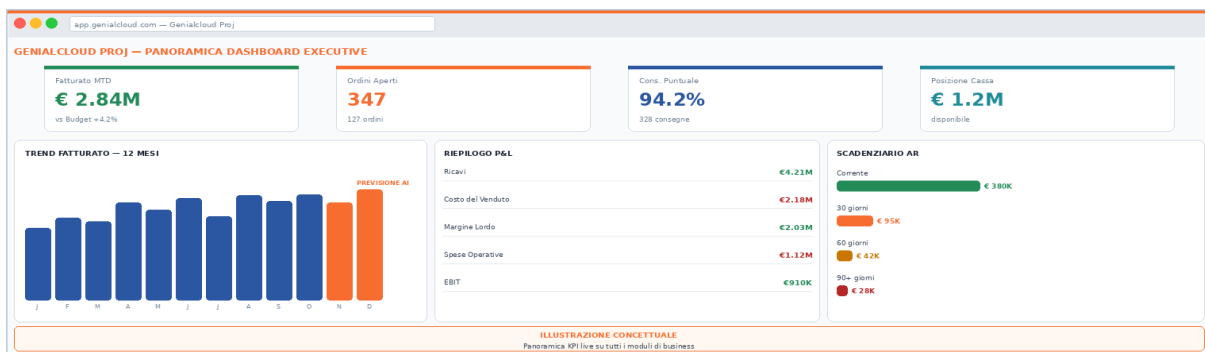 app.genialcloud.com — Genialcloud Proj
GENIALCLOUD PROJ — PANORAMICA DASHBOARD EXECUTIVE
Fatturato MTD
€ 2.84M
vs Budget +4.2%
Ordini Aperti
347
127 ordini
Cons. Puntuale
94.2%
328 consegne
Posizione Cassa
€ 1.2M
disponibile
TREND FATTURATO — 12 MESI
PREVISIONE AI
J F M A M J J A S O N D
RIEPILOGO P&L
Ricavi €4.21M
Costo del Venduto €2.18M
Margine Lordo €2.03M
Spese Operative €1.12M
EBIT €910K
SCADENZIARIO AR
Corrente
€ 380K
30 giorni
€ 95K
60 giorni
€ 42K
90+ giorni
€ 28K
ILLUSTRAZIONE CONCETTUALE
Panoramica KPI live su tutti i moduli di business